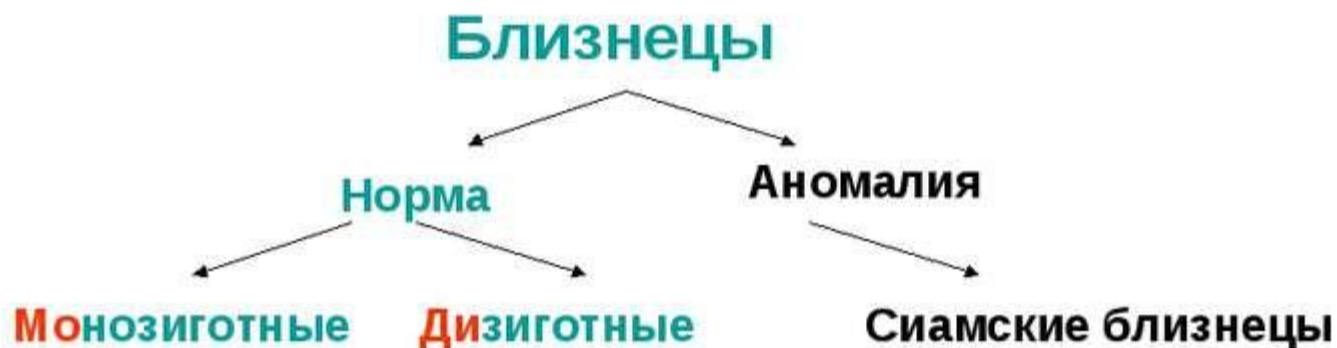 Близнецы
Норма
Аномалия
Монозиготные
Дизиготные
Сиамские близнецы